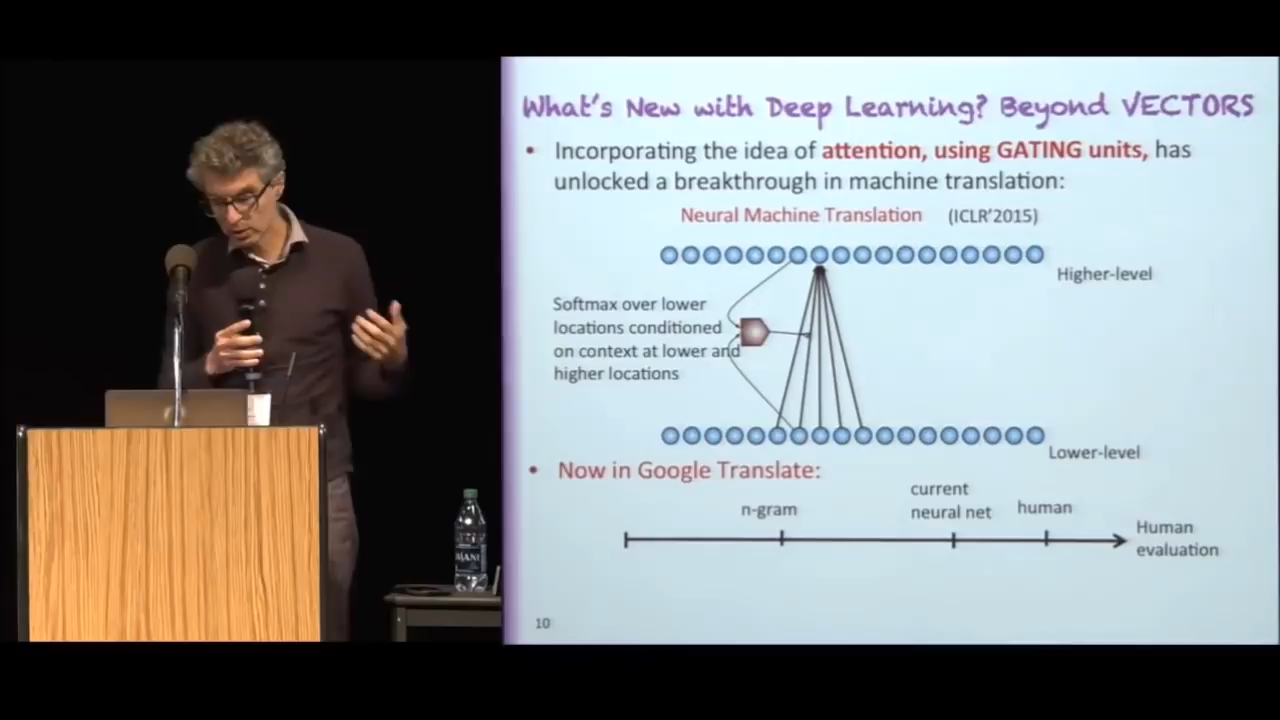 What's New with Deep Learning? Beyond VECTORS
• Incorporating the idea of attention, using GATING units, has
unlocked a breakthrough in machine translation:
Neural Machine Translation (ICLR'2015)
Higher-level
Softmax over lower
locations conditioned
on context at lower and
higher locations
Lower-level
• Now in Google Translate:
n-gram
current
neural net
human
Human
evaluation
10